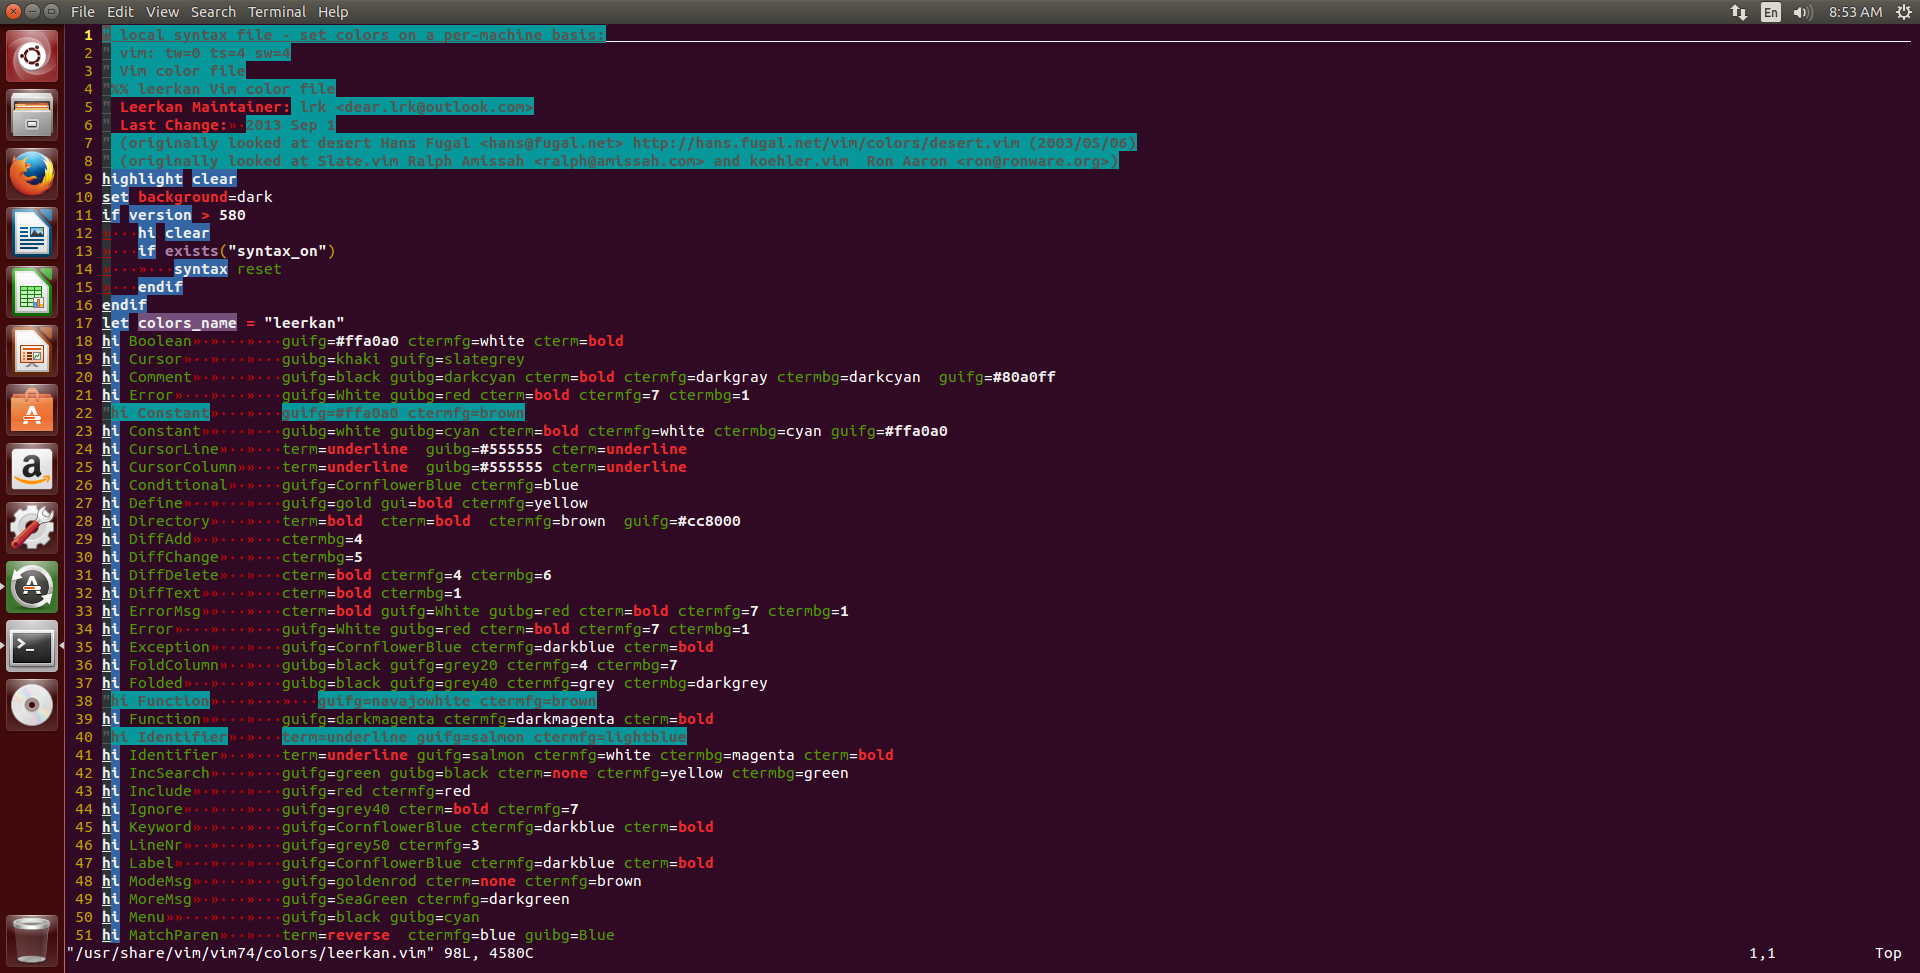 File Edit View Search Terminal Help En 8:53 AM
1 " local syntax file - set colors on a per-machine basis:
2 " vim: tw=0 ts=4 sw=4
3 " Vim color file
4 "%% leerkan Vim color file
5 " Leerkan Maintainer: lrk <dear.lrk@outlook.com>
6 " Last Change:»·2013 Sep 1
7 " (originally looked at desert Hans Fugal <hans@fugal.net> http://hans.fugal.net/vim/colors/desert.vim (2003/05/06)
8 " (originally looked at Slate.vim Ralph Amissah <ralph@amissah.com> and koehler.vim  Ron Aaron <ron@ronware.org>)
9 highlight clear
10 set background=dark
11 if version > 580
12 »···hi clear
13 »···if exists("syntax_on")
14 »···»···syntax reset
15 »···endif
16 endif
17 let colors_name = "leerkan"
18 hi Boolean»·»···»···guifg=#ffa0a0 ctermfg=white cterm=bold
19 hi Cursor»··»···»···guibg=khaki guifg=slategrey
20 hi Comment»·»···»···guifg=black guibg=darkcyan cterm=bold ctermfg=darkgray ctermbg=darkcyan  guifg=#80a0ff
21 hi Error»···»···»···guifg=White guibg=red cterm=bold ctermfg=7 ctermbg=1
22 "hi Constant»···»···guifg=#ffa0a0 ctermfg=brown
23 hi Constant»»···»···guibg=white guibg=cyan cterm=bold ctermfg=white ctermbg=cyan guifg=#ffa0a0
24 hi CursorLine»··»···term=underline  guibg=#555555 cterm=underline
25 hi CursorColumn»»···term=underline  guibg=#555555 cterm=underline
26 hi Conditional»·»···guifg=CornflowerBlue ctermfg=blue
27 hi Define»··»···»···guifg=gold gui=bold ctermfg=yellow
28 hi Directory»···»···term=bold  cterm=bold  ctermfg=brown  guifg=#cc8000
29 hi DiffAdd»·»···»···ctermbg=4
30 hi DiffChange»··»···ctermbg=5
31 hi DiffDelete»··»···cterm=bold ctermfg=4 ctermbg=6
32 hi DiffText»»···»···cterm=bold ctermbg=1
33 hi ErrorMsg»»···»···cterm=bold guifg=White guibg=red cterm=bold ctermfg=7 ctermbg=1
34 hi Error»···»···»···guifg=White guibg=red cterm=bold ctermfg=7 ctermbg=1
35 hi Exception»···»···guifg=CornflowerBlue ctermfg=darkblue cterm=bold
36 hi FoldColumn»··»···guibg=black guifg=grey20 ctermfg=4 ctermbg=7
37 hi Folded»··»···»···guibg=black guifg=grey40 ctermfg=grey ctermbg=darkgrey
38 "hi Function»···»···»···guifg=navajowhite ctermfg=brown
39 hi Function»»···»···guifg=darkmagenta ctermfg=darkmagenta cterm=bold
40 "hi Identifier»·»···term=underline guifg=salmon ctermfg=lightblue
41 hi Identifier»··»···term=underline guifg=salmon ctermfg=white ctermbg=magenta cterm=bold
42 hi IncSearch»···»···guifg=green guibg=black cterm=none ctermfg=yellow ctermbg=green
43 hi Include»·»···»···guifg=red ctermfg=red
44 hi Ignore»··»···»···guifg=grey40 cterm=bold ctermfg=7
45 hi Keyword»·»···»···guifg=CornflowerBlue ctermfg=darkblue cterm=bold
46 hi LineNr»··»···»···guifg=grey50 ctermfg=3
47 hi Label»···»···»···guifg=CornflowerBlue ctermfg=darkblue cterm=bold
48 hi ModeMsg»·»···»···guifg=goldenrod cterm=none ctermfg=brown
49 hi MoreMsg»·»···»···guifg=SeaGreen ctermfg=darkgreen
50 hi Menu»»···»···»···guifg=black guibg=cyan
51 hi MatchParen»··»···term=reverse  ctermfg=blue guibg=Blue
"/usr/share/vim/vim74/colors/leerkan.vim" 98L, 4580C 1,1 Top